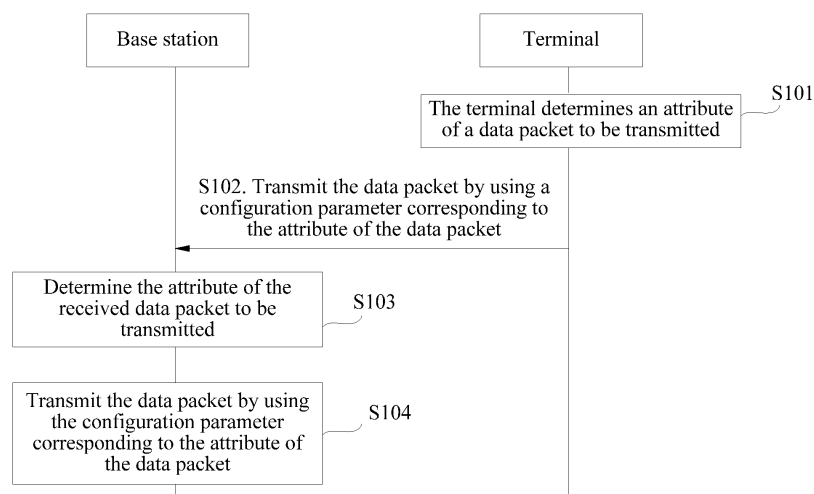 Base station
Terminal
The terminal determines an attribute
of a data packet to be transmitted
S101
S102. Transmit the data packet by using a
configuration parameter corresponding to
the attribute of the data packet
Determine the attribute of the
received data packet to be
transmitted
S103
Transmit the data packet by using
the configuration parameter
corresponding to the attribute of
the data packet
S104